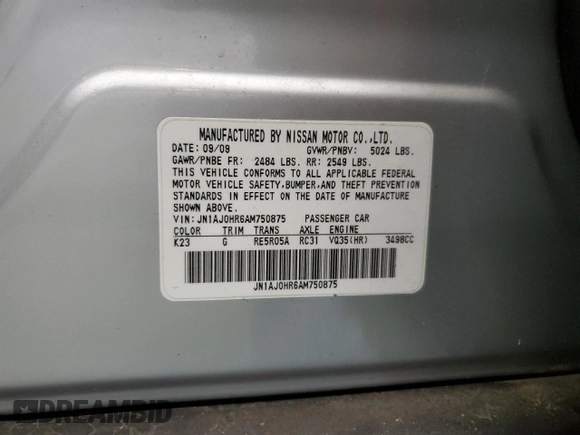 MANUFACTURED BY NISSAN MOTOR CO.,LTD.
DATE: 09/09 GVWR/PNBV: 5024 LBS.
GAWR/PNBE FR: 2484 LBS. RR: 2549 LBS.
THIS VEHICLE CONFORMS TO ALL APPLICABLE FEDERAL
MOTOR VEHICLE SAFETY,BUMPER,AND THEFT PREVENTION
STANDARDS IN EFFECT ON THE DATE OF MANUFACTURE
SHOWN ABOVE.
VIN: JN1AJ0HR6AM750875 PASSENGER CAR
COLOR TRIM TRANS AXLE ENGINE
K23 G RE5R05A RC31 VQ35(HR) 3498CC
JN1AJ0HR6AM750875
DREAMBID